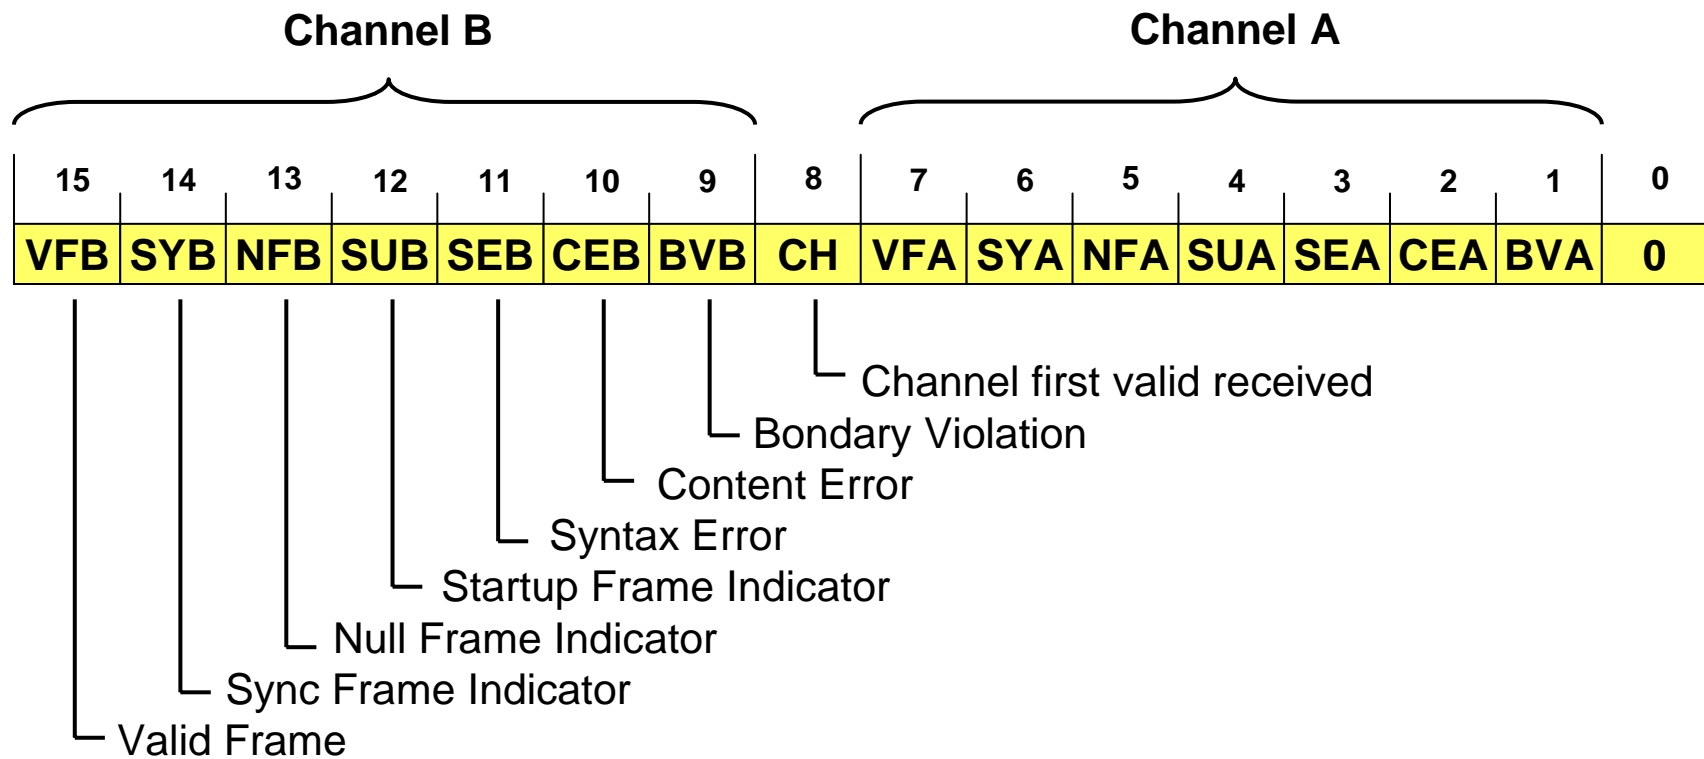 Channel B Channel A
15 14 13 12 11 10 9 8 7 6 5 4 3 2 1 0
VFB SYB NFB SUB SEB CEB BVB CH VFA SYA NFA SUA SEA CEA BVA 0
Channel first valid received
Bondary Violation
Content Error
Syntax Error
Startup Frame Indicator
Null Frame Indicator
Sync Frame Indicator
Valid Frame